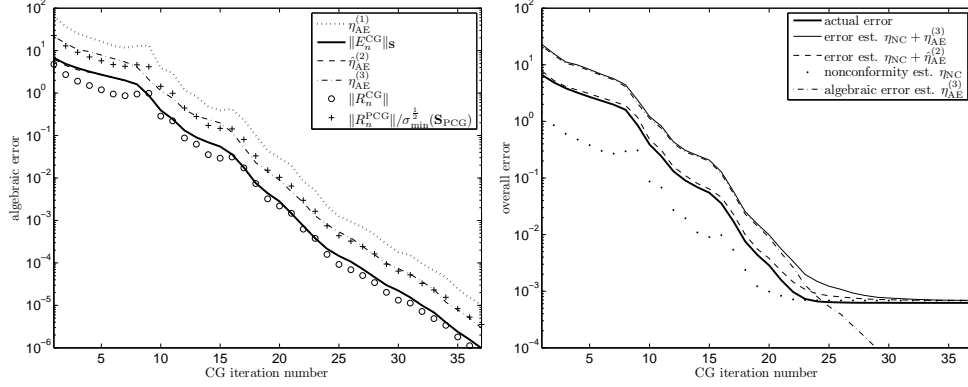 10^2
10^1
10^0
10^-1
10^-2
10^-3
10^-4
10^-5
10^-6
algebraic error
5 10 15 20 25 30 35
CG iteration number
η_AE^(1)
‖E_n^CG‖_S
η̂_AE^(2)
η_AE^(3)
‖R_n^CG‖
‖R_n^PCG‖/σ_min^(1/2)(S_PCG)
10^2
10^1
10^0
10^-1
10^-2
10^-3
10^-4
overall error
5 10 15 20 25 30 35
CG iteration number
actual error
error est. η_NC + η_AE^(3)
error est. η_NC + η̂_AE^(2)
nonconformity est. η_NC
algebraic error est. η_AE^(3)